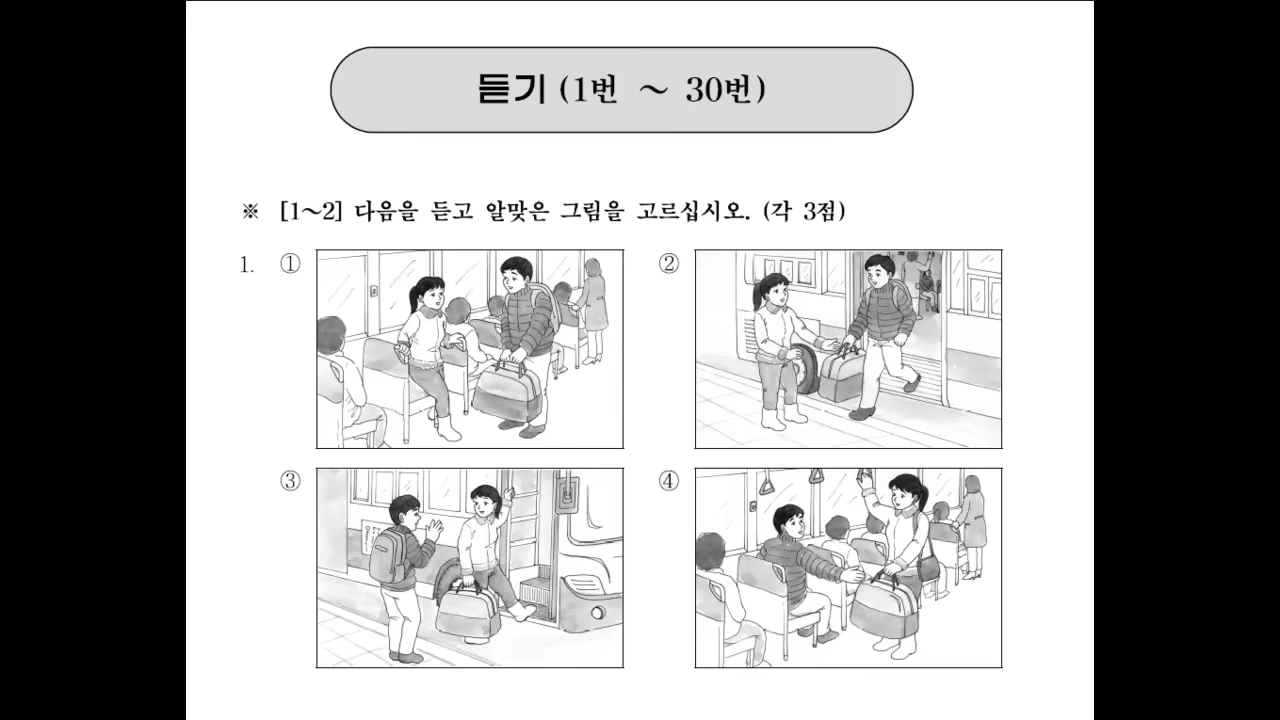 듣기 (1번 ~ 30번)
※ [1~2] 다음을 듣고 알맞은 그림을 고르십시오. (각 3점)
1. ① ②
③ ④